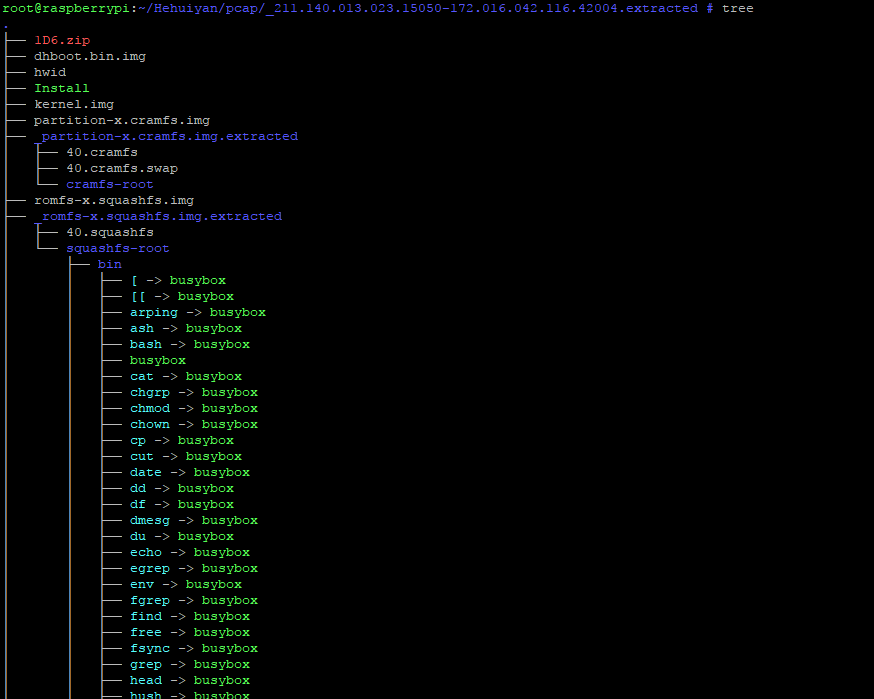 root@raspberrypi:~/Hehuiyan/pcap/_211.140.013.023.15050-172.016.042.116.42004.extracted # tree
.
├── 1D6.zip
├── dhboot.bin.img
├── hwid
├── Install
├── kernel.img
├── partition-x.cramfs.img
├── _partition-x.cramfs.img.extracted
│   ├── 40.cramfs
│   ├── 40.cramfs.swap
│   └── cramfs-root
├── romfs-x.squashfs.img
├── _romfs-x.squashfs.img.extracted
│   ├── 40.squashfs
│   └── squashfs-root
│       ├── bin
│       │   ├── [ -> busybox
│       │   ├── [[ -> busybox
│       │   ├── arping -> busybox
│       │   ├── ash -> busybox
│       │   ├── bash -> busybox
│       │   ├── busybox
│       │   ├── cat -> busybox
│       │   ├── chgrp -> busybox
│       │   ├── chmod -> busybox
│       │   ├── chown -> busybox
│       │   ├── cp -> busybox
│       │   ├── cut -> busybox
│       │   ├── date -> busybox
│       │   ├── dd -> busybox
│       │   ├── df -> busybox
│       │   ├── dmesg -> busybox
│       │   ├── du -> busybox
│       │   ├── echo -> busybox
│       │   ├── egrep -> busybox
│       │   ├── env -> busybox
│       │   ├── fgrep -> busybox
│       │   ├── find -> busybox
│       │   ├── free -> busybox
│       │   ├── fsync -> busybox
│       │   ├── grep -> busybox
│       │   ├── head -> busybox
│       │   ├── hush -> busybox